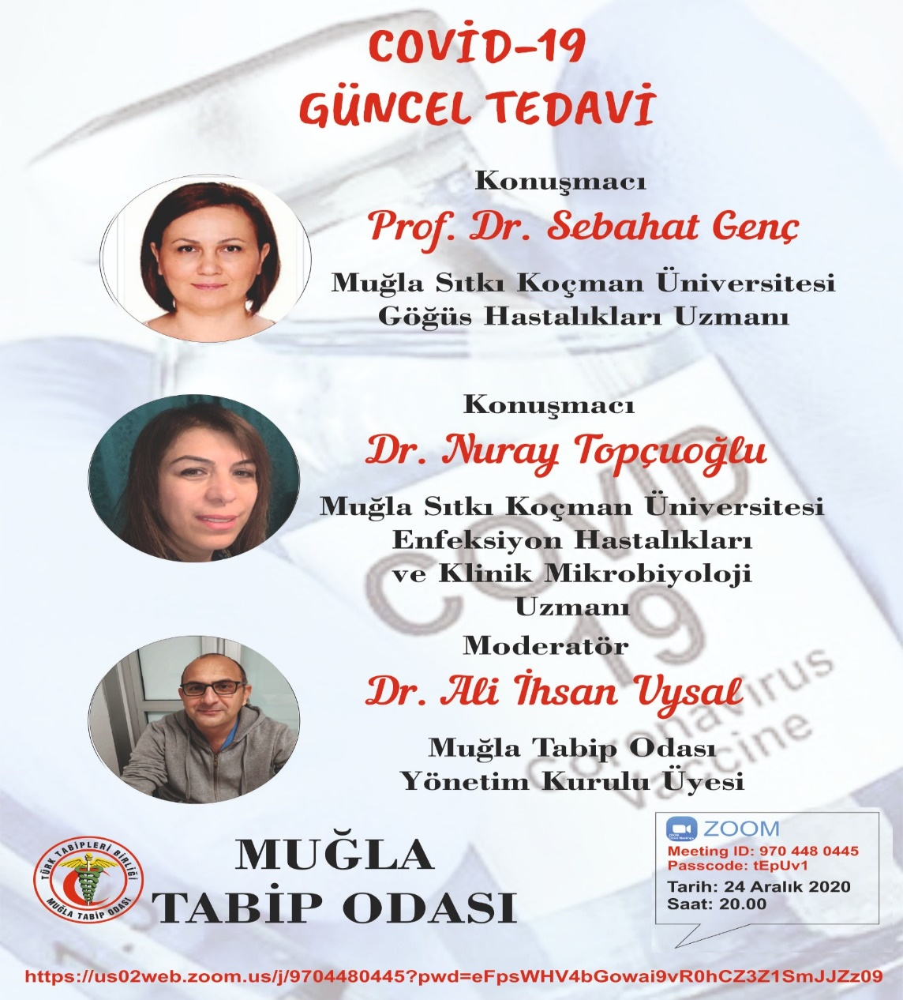 COVİD-19
GÜNCEL TEDAVİ
Konuşmacı
Prof. Dr. Sebahat Genç
Muğla Sıtkı Koçman Üniversitesi
Göğüs Hastalıkları Uzmanı
Konuşmacı
Dr. Nuray Topçuoğlu
Muğla Sıtkı Koçman Üniversitesi
Enfeksiyon Hastalıkları
ve Klinik Mikrobiyoloji
Uzmanı
Moderatör
Dr. Ali İhsan Uysal
Muğla Tabip Odası
Yönetim Kurulu Üyesi
COVID
19
Coronavirus
Vaccine
TÜRK TABİPLERİ BİRLİĞİ
MUĞLA TABİP ODASI
MUĞLA
TABİP ODASI
ZOOM
Meeting ID: 970 448 0445
Passcode: tEpUv1
Tarih: 24 Aralık 2020
Saat: 20.00
https://us02web.zoom.us/j/9704480445?pwd=eFpsWHV4bGowai9vR0hCZ3Z1SmJJZz09